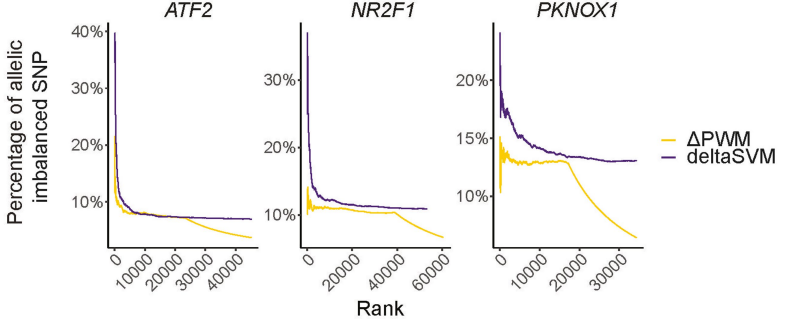 ATF2 NR2F1 PKNOX1
Percentage of allelic
imbalanced SNP
40%
30%
20%
10%
0 10000 20000 30000 40000
30%
20%
10%
0 20000 40000 60000
20%
15%
10%
0 10000 20000 30000
Rank
ΔPWM
deltaSVM